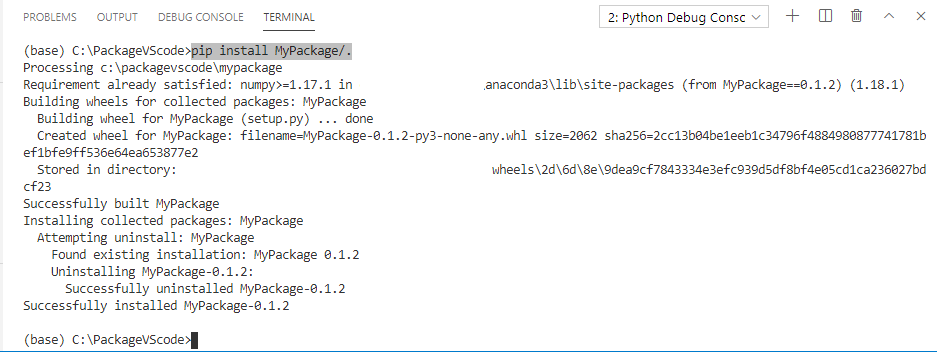 PROBLEMS OUTPUT DEBUG CONSOLE TERMINAL 2: Python Debug Consc
(base) C:\PackageVScode>pip install MyPackage/.
Processing c:\packagevscode\mypackage
Requirement already satisfied: numpy>=1.17.1 in anaconda3\lib\site-packages (from MyPackage==0.1.2) (1.18.1)
Building wheels for collected packages: MyPackage
  Building wheel for MyPackage (setup.py) ... done
  Created wheel for MyPackage: filename=MyPackage-0.1.2-py3-none-any.whl size=2062 sha256=2cc13b04be1eeb1c34796f4884980877741781b
ef1bfe9ff536e64ea653877e2
  Stored in directory: wheels\2d\6d\8e\9dea9cf7843334e3efc939d5df8bf4e05cd1ca236027bd
cf23
Successfully built MyPackage
Installing collected packages: MyPackage
  Attempting uninstall: MyPackage
    Found existing installation: MyPackage 0.1.2
    Uninstalling MyPackage-0.1.2:
      Successfully uninstalled MyPackage-0.1.2
Successfully installed MyPackage-0.1.2
(base) C:\PackageVScode>